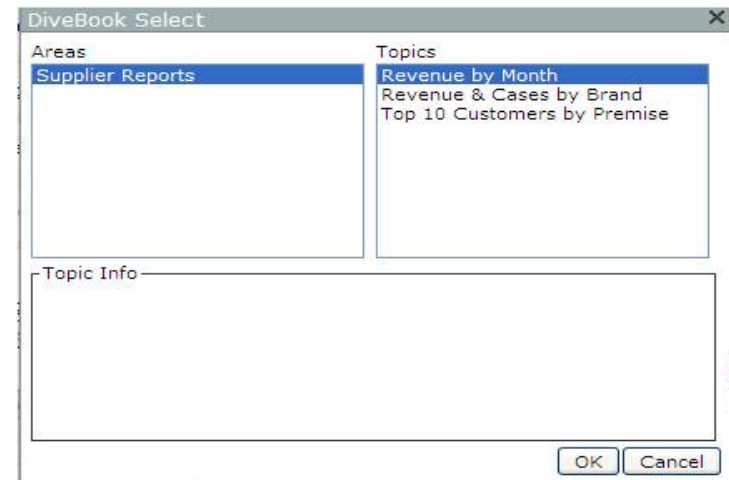 DiveBook Select
Areas
Topics
Supplier Reports
Revenue by Month
Revenue & Cases by Brand
Top 10 Customers by Premise
Topic Info
OK
Cancel